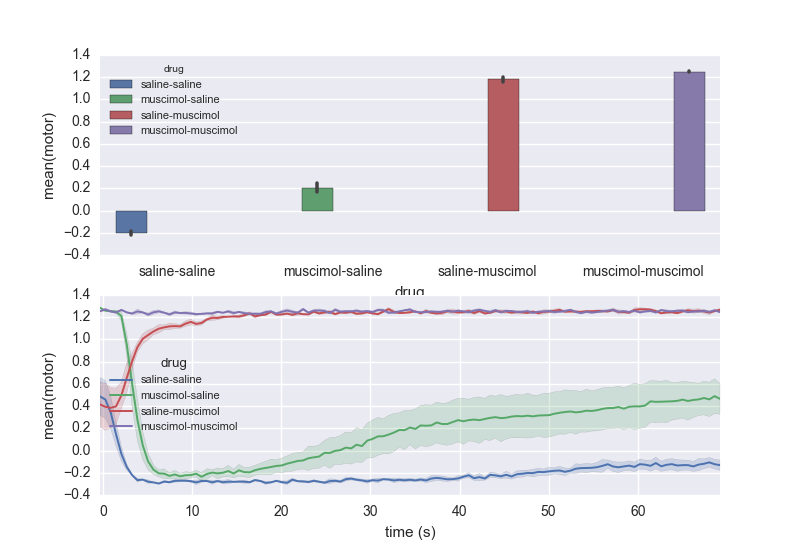 1.4
1.2
1.0
0.8
0.6
0.4
0.2
0.0
−0.2
−0.4
mean(motor)
drug
saline-saline
muscimol-saline
saline-muscimol
muscimol-muscimol
saline-saline muscimol-saline saline-muscimol muscimol-muscimol
drug
1.4
1.2
1.0
0.8
0.6
0.4
0.2
0.0
−0.2
−0.4
mean(motor)
drug
saline-saline
muscimol-saline
saline-muscimol
muscimol-muscimol
0 10 20 30 40 50 60
time (s)